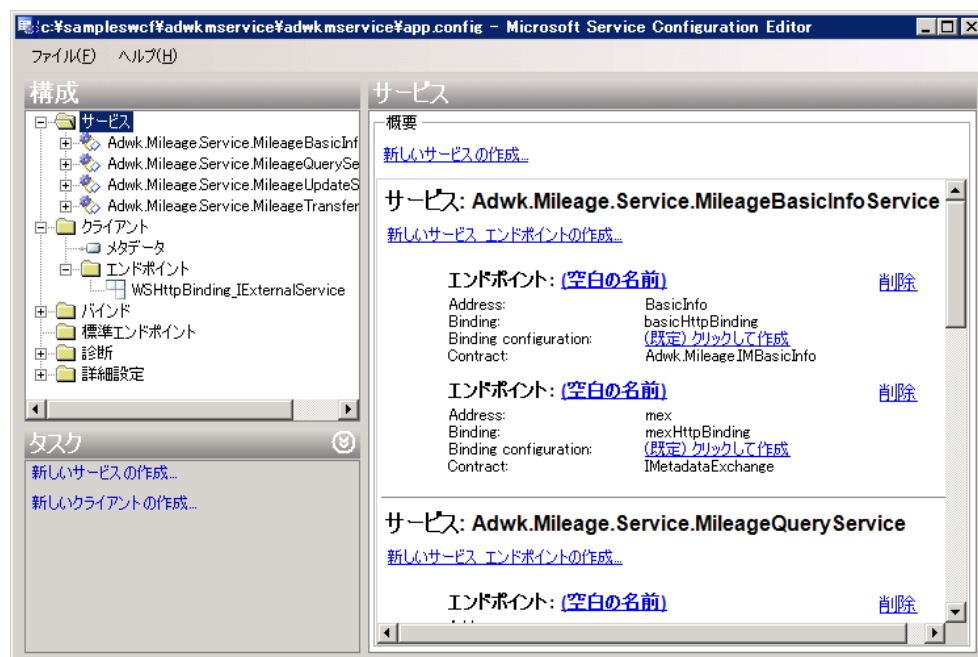 c:¥sampleswcf¥adwkmservice¥adwkmservice¥app.config - Microsoft Service Configuration Editor
ファイル(F) ヘルプ(H)
構成
サービス
Adwk.Mileage.Service.MileageBasicInf
Adwk.Mileage.Service.MileageQuerySe
Adwk.Mileage.Service.MileageUpdateS
Adwk.Mileage.Service.MileageTransfer
クライアント
メタデータ
エンドポイント
WSHttpBinding_IExternalService
バインド
標準エンドポイント
診断
詳細設定
タスク
新しいサービスの作成...
新しいクライアントの作成...
サービス
概要
新しいサービスの作成...
サービス: Adwk.Mileage.Service.MileageBasicInfoService
新しいサービス エンドポイントの作成...
エンドポイント: (空白の名前) 削除
Address: BasicInfo
Binding: basicHttpBinding
Binding configuration: (既定) クリックして作成
Contract: Adwk.Mileage.IMBasicInfo
エンドポイント: (空白の名前) 削除
Address: mex
Binding: mexHttpBinding
Binding configuration: (既定) クリックして作成
Contract: IMetadataExchange
サービス: Adwk.Mileage.Service.MileageQueryService
新しいサービス エンドポイントの作成...
エンドポイント: (空白の名前) 削除